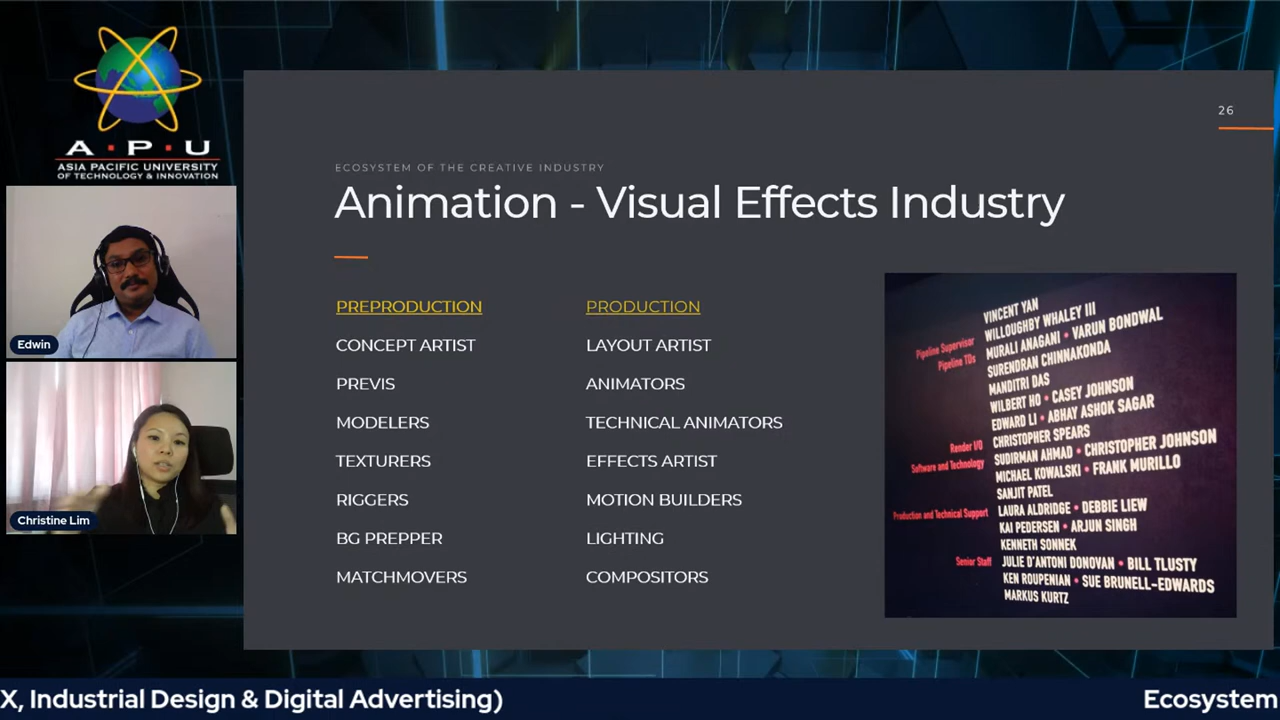 A·P·U
ASIA PACIFIC UNIVERSITY
OF TECHNOLOGY & INNOVATION
Edwin
Christine Lim
26
ECOSYSTEM OF THE CREATIVE INDUSTRY
Animation - Visual Effects Industry
PREPRODUCTION
CONCEPT ARTIST
PREVIS
MODELERS
TEXTURERS
RIGGERS
BG PREPPER
MATCHMOVERS
PRODUCTION
LAYOUT ARTIST
ANIMATORS
TECHNICAL ANIMATORS
EFFECTS ARTIST
MOTION BUILDERS
LIGHTING
COMPOSITORS
VINCENT YAN
WILLOUGHBY WHALEY III
Pipeline Supervisor
MURALI ANAGANI • VARUN BONDWAL
Pipeline TDs
SURENDRAN CHINNAKONDA
MANDITRI DAS
WILBERT HO • CASEY JOHNSON
EDWARD LI • ABHAY ASHOK SAGAR
CHRISTOPHER SPEARS
Render I/O
SUDIRMAN AHMAD • CHRISTOPHER JOHNSON
Software and Technology
MICHAEL KOWALSKI • FRANK MURILLO
SANJIT PATEL
Production and Technical Support
LAURA ALDRIDGE • DEBBIE LIEW
KAI PEDERSEN • ARJUN SINGH
KENNETH SONNEK
Senior Staff
JULIE D'ANTONI DONOVAN • BILL TLUSTY
KEN ROUPENIAN • SUE BRUNELL-EDWARDS
MARKUS KURTZ
X, Industrial Design & Digital Advertising)
Ecosystem